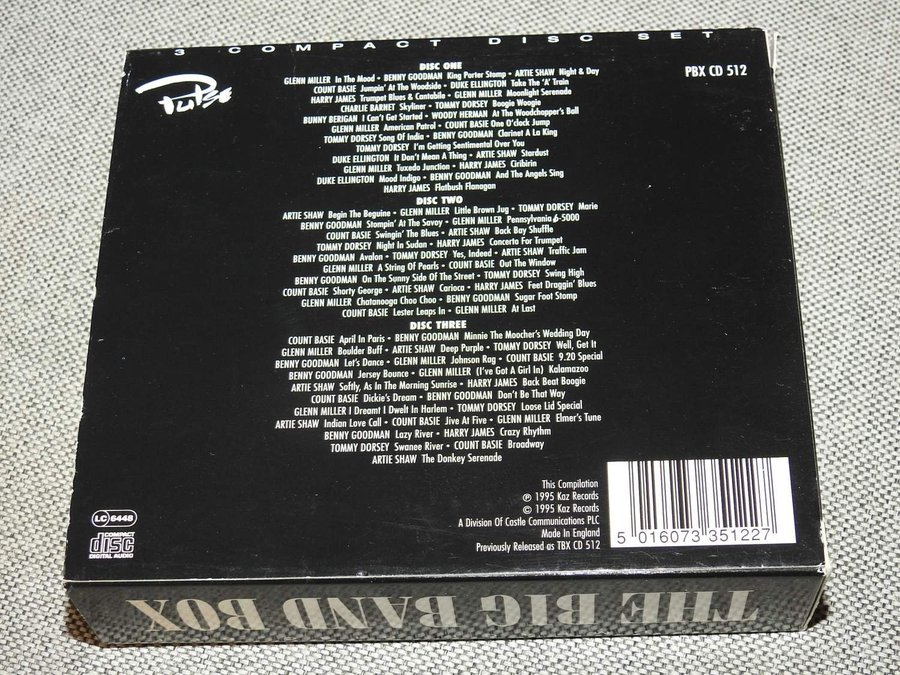 3 COMPACT DISC SET
Pulse
PBX CD 512
DISC ONE
GLENN MILLER In The Mood • BENNY GOODMAN King Porter Stomp • ARTIE SHAW Night & Day
COUNT BASIE Jumpin' At The Woodside • DUKE ELLINGTON Take The 'A' Train
HARRY JAMES Trumpet Blues & Cantabile • GLENN MILLER Moonlight Serenade
CHARLIE BARNET Skyliner • TOMMY DORSEY Boogie Woogie
BUNNY BERIGAN I Can't Get Started • WOODY HERMAN At The Woodchopper's Ball
GLENN MILLER American Patrol • COUNT BASIE One O'clock Jump
TOMMY DORSEY Song Of India • BENNY GOODMAN Clarinet A La King
TOMMY DORSEY I'm Getting Sentimental Over You
DUKE ELLINGTON It Don't Mean A Thing • ARTIE SHAW Stardust
GLENN MILLER Tuxedo Junction • HARRY JAMES Ciribirin
DUKE ELLINGTON Mood Indigo • BENNY GOODMAN And The Angels Sing
HARRY JAMES Flatbush Flanagan
DISC TWO
ARTIE SHAW Begin The Beguine • GLENN MILLER Little Brown Jug • TOMMY DORSEY Marie
BENNY GOODMAN Stompin' At The Savoy • GLENN MILLER Pennsylvania 6-5000
COUNT BASIE Swingin' The Blues • ARTIE SHAW Back Bay Shuffle
TOMMY DORSEY Night In Sudan • HARRY JAMES Concerto For Trumpet
BENNY GOODMAN Avalon • TOMMY DORSEY Yes, Indeed • ARTIE SHAW Traffic Jam
GLENN MILLER A String Of Pearls • COUNT BASIE Out The Window
BENNY GOODMAN On The Sunny Side Of The Street • TOMMY DORSEY Swing High
COUNT BASIE Shorty George • ARTIE SHAW Carioca • HARRY JAMES Feet Draggin' Blues
GLENN MILLER Chatanooga Choo Choo • BENNY GOODMAN Sugar Foot Stomp
COUNT BASIE Lester Leaps In • GLENN MILLER At Last
DISC THREE
COUNT BASIE April In Paris • BENNY GOODMAN Minnie The Moocher's Wedding Day
GLENN MILLER Boulder Buff • ARTIE SHAW Deep Purple • TOMMY DORSEY Well, Get It
BENNY GOODMAN Let's Dance • GLENN MILLER Johnson Rag • COUNT BASIE 9.20 Special
BENNY GOODMAN Jersey Bounce • GLENN MILLER (I've Got A Girl In) Kalamazoo
ARTIE SHAW Softly, As In The Morning Sunrise • HARRY JAMES Back Beat Boogie
COUNT BASIE Dickie's Dream • BENNY GOODMAN Don't Be That Way
GLENN MILLER I Dreamt I Dwelt In Harlem • TOMMY DORSEY Loose Lid Special
ARTIE SHAW Indian Love Call • COUNT BASIE Jive At Five • GLENN MILLER Elmer's Tune
BENNY GOODMAN Lazy River • HARRY JAMES Crazy Rhythm
TOMMY DORSEY Swanee River • COUNT BASIE Broadway
ARTIE SHAW The Donkey Serenade
This Compilation
℗ 1995 Kaz Records
© 1995 Kaz Records
A Division Of Castle Communications PLC
Made In England
Previously Released as TBX CD 512
LC 6448
COMPACT
disc
DIGITAL AUDIO
5 016073 351227
THE BIG BAND BOX